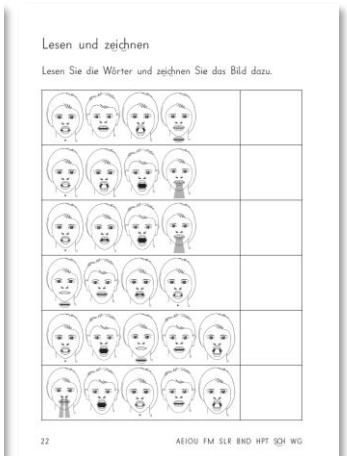 Lesen und zeichnen
Lesen Sie die Wörter und zeichnen Sie das Bild dazu.
22 AEIOU FM SLR BND HPT SCH WG